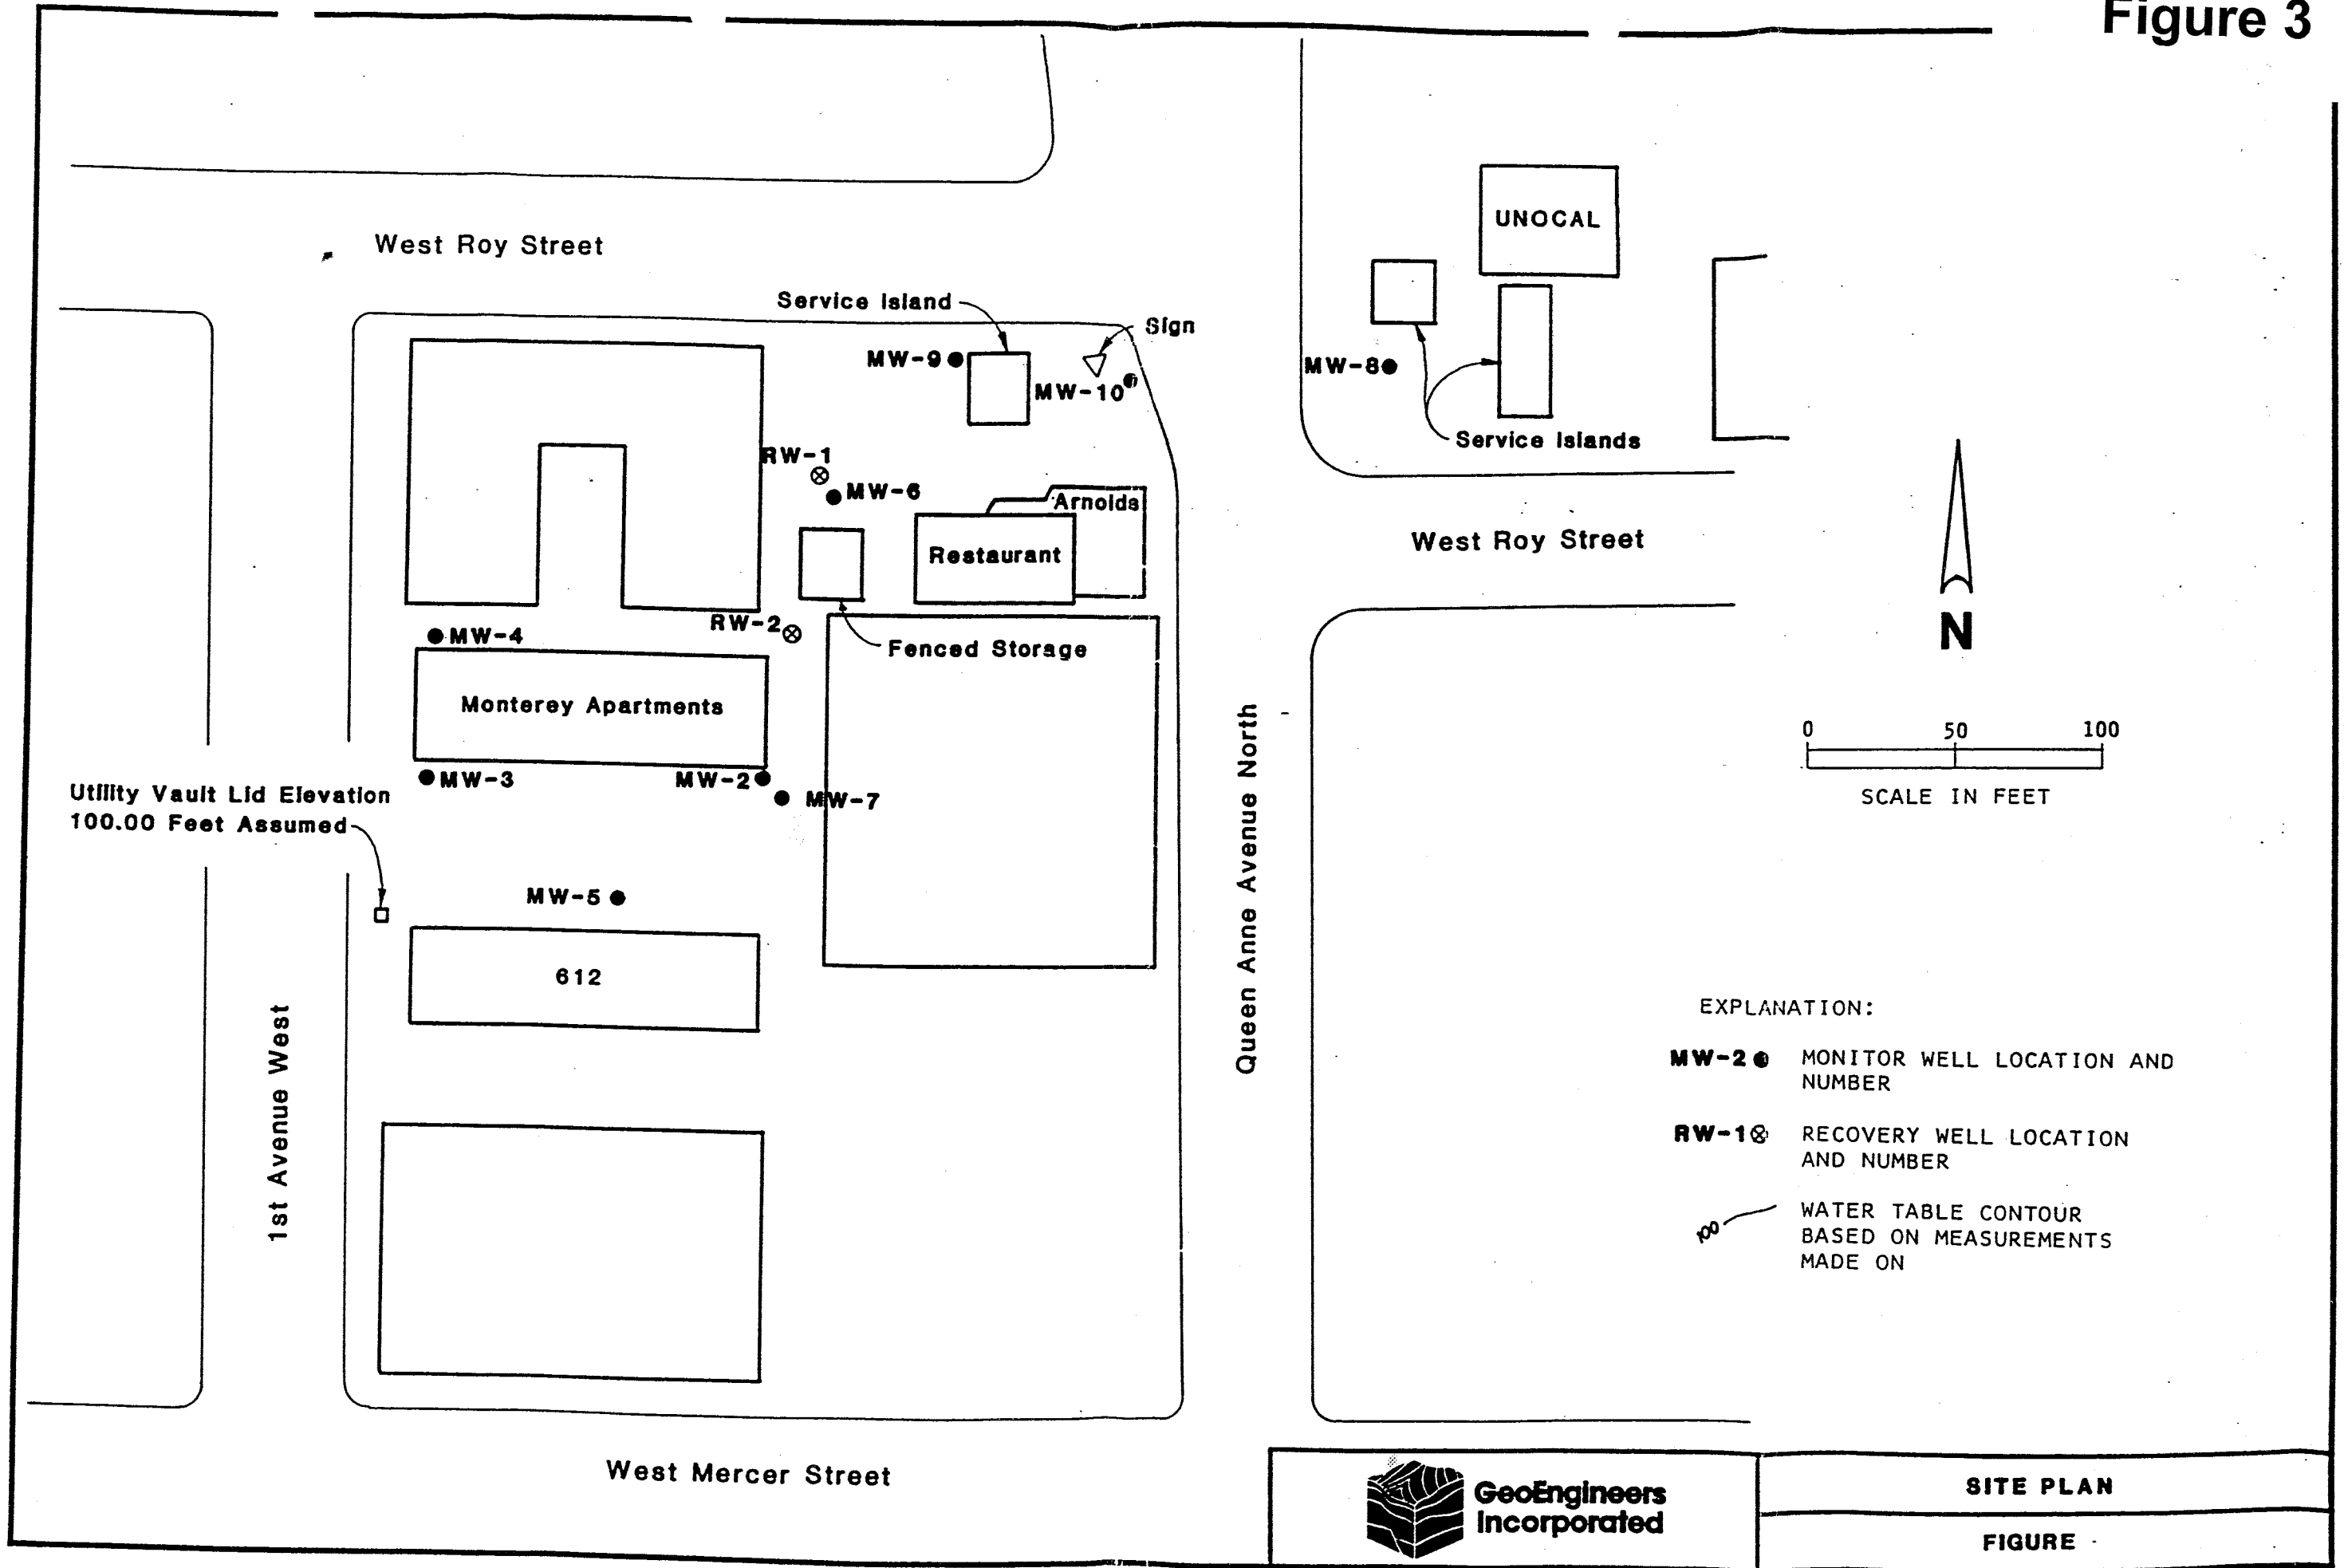 Figure 3
UNOCAL
West Roy Street
Service Island
Sign
MW-9
MW-10
MW-8
Service Islands
RW-1
MW-6
Arnolds
Restaurant
West Roy Street
RW-2
MW-4
Fenced Storage
N
Monterey Apartments
0 50 100
SCALE IN FEET
MW-3
MW-2
MW-7
Utility Vault Lid Elevation
100.00 Feet Assumed
Queen Anne Avenue North
MW-5
612
1st Avenue West
EXPLANATION:
MW-2 MONITOR WELL LOCATION AND
NUMBER
RW-1 RECOVERY WELL LOCATION
AND NUMBER
100 WATER TABLE CONTOUR
BASED ON MEASUREMENTS
MADE ON
West Mercer Street
GeoEngineers
Incorporated
SITE PLAN
FIGURE